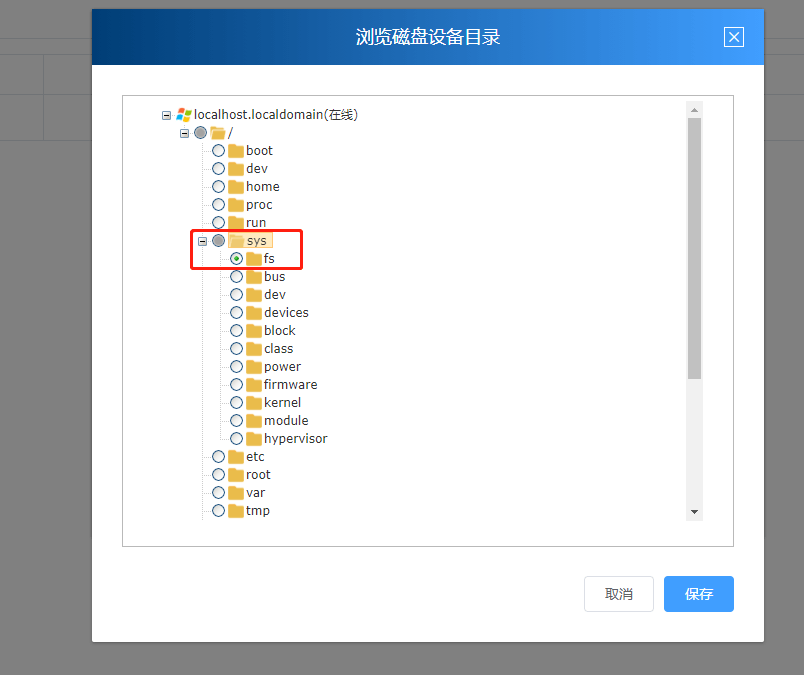 浏览磁盘设备目录
localhost.localdomain(在线)
/
boot
dev
home
proc
run
sys
fs
bus
dev
devices
block
class
power
firmware
kernel
module
hypervisor
etc
root
var
tmp
取消 保存